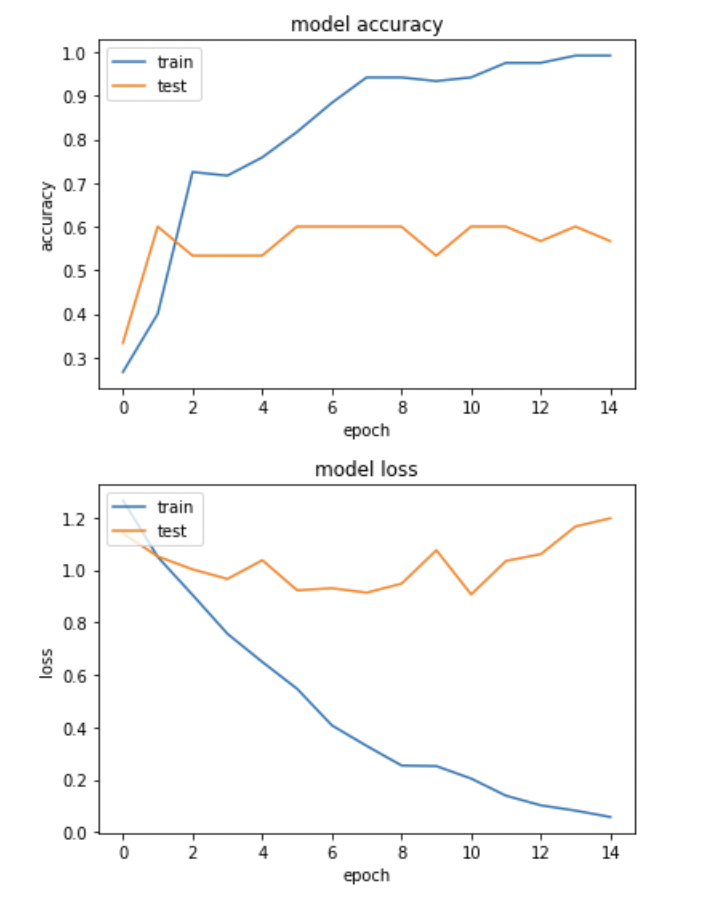 model accuracy
train
test
1.0
0.9
0.8
0.7
0.6
0.5
0.4
0.3
accuracy
0 2 4 6 8 10 12 14
epoch
model loss
train
test
1.2
1.0
0.8
0.6
0.4
0.2
0.0
loss
0 2 4 6 8 10 12 14
epoch